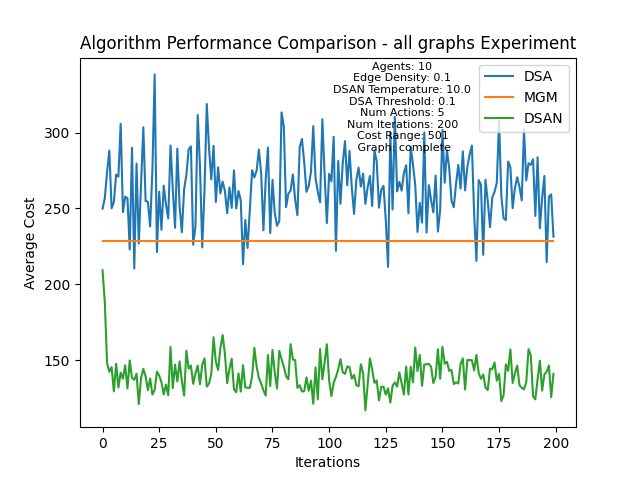 Algorithm Performance Comparison - all graphs Experiment
Agents: 10
Edge Density: 0.1
DSAN Temperature: 10.0
DSA Threshold: 0.1
Num Actions: 5
Num Iterations: 200
Cost Range: 501
Graph: complete
DSA
MGM
DSAN
Average Cost
300
250
200
150
0
25
50
75
100
125
150
175
200
Iterations